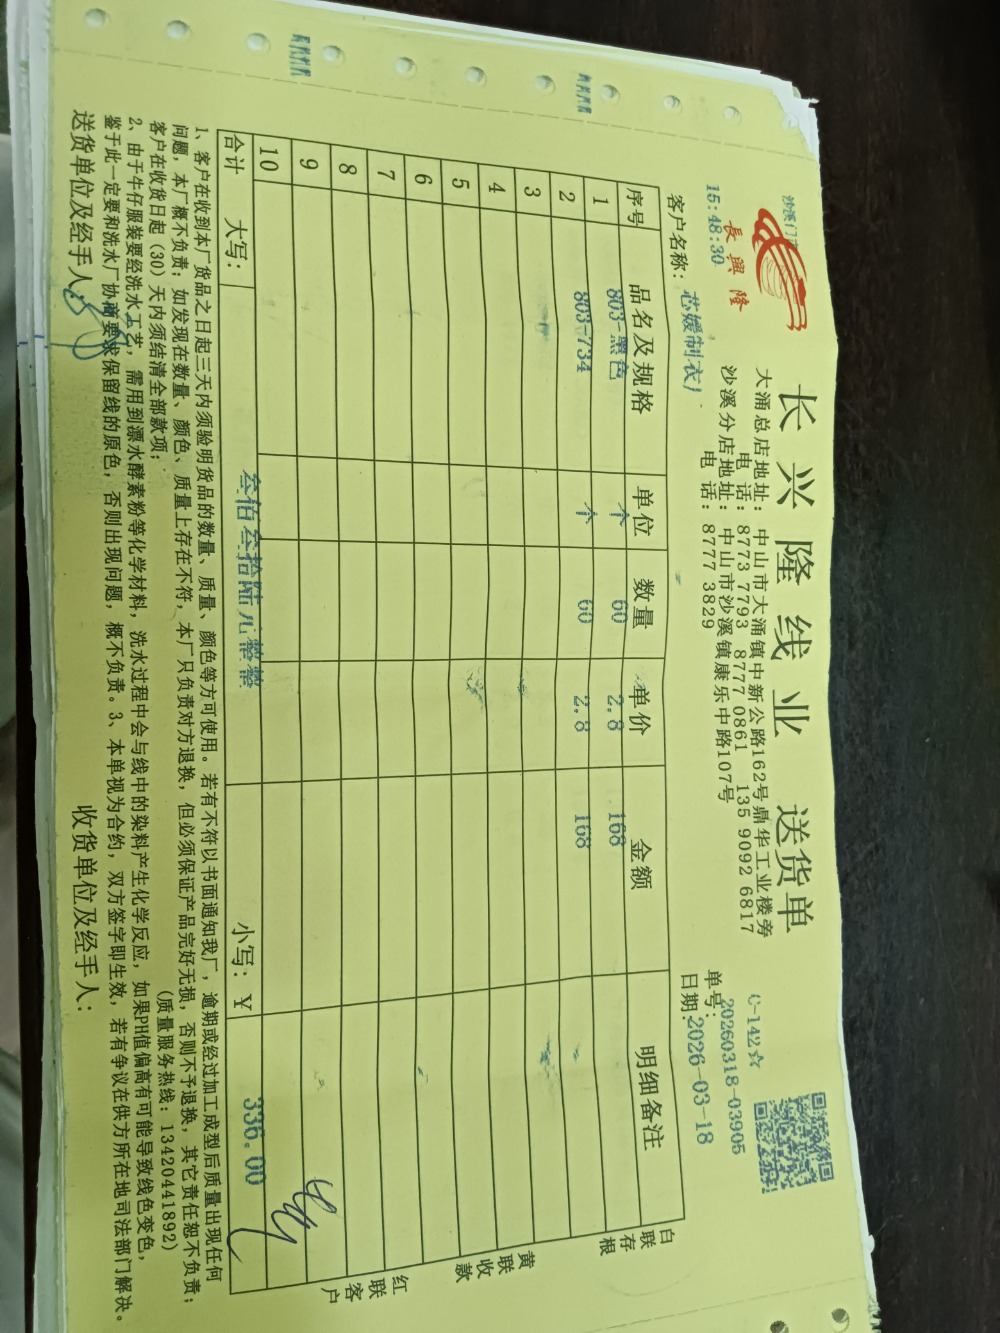 沙溪门
長興隆
长兴隆线业 送货单
大涌总店地址：中山市大涌镇中新公路162号鼎华工业楼旁
电 话：8773 7793 8777 0861 135 9092 6817
沙溪分店地址：中山市沙溪镇康乐中路107号
电 话：8777 3829
C-142☆
单号：20260318-03905
15:48:30
日期：2026-03-18
客户名称：芯媛制衣厂
序号 品名及规格 单位 数量 单价 金额 明细备注
1 803-黑色 个 60 2.8 168
2 803-734 个 60 2.8 168
3
4
5
6
7
8
9
10
合计 大写： 叁佰叁拾陆元整整 小写：￥ 336.00
白联存根
黄联收款
红联客户
1、客户在收到本厂货品之日起三天内须验明货品的数量、质量、颜色等方可使用。若有不符以书面通知我厂，逾期或经过加工成型后质量出现任何
问题，本厂概不负责；如发现在数量、颜色、质量上存在不符，本厂只负责对方退换，但必须保证产品完好无损，否则不予退换，其它责任恕不负责；
客户在收货日起（30）天内须结清全部款项； （质量服务热线：13420441892）
2、由于牛仔服装要经洗水工艺，需用到漂水酵素粉等化学材料，洗水过程中会与线中的染料产生化学反应，如果PH值偏高有可能导致线色变色，
鉴于此一定要和洗水厂协商要求保留线的原色，否则出现问题，概不负责。3、本单视为合约，双方签字即生效，若有争议在供方所在地司法部门解决。
送货单位及经手人： 收货单位及经手人：